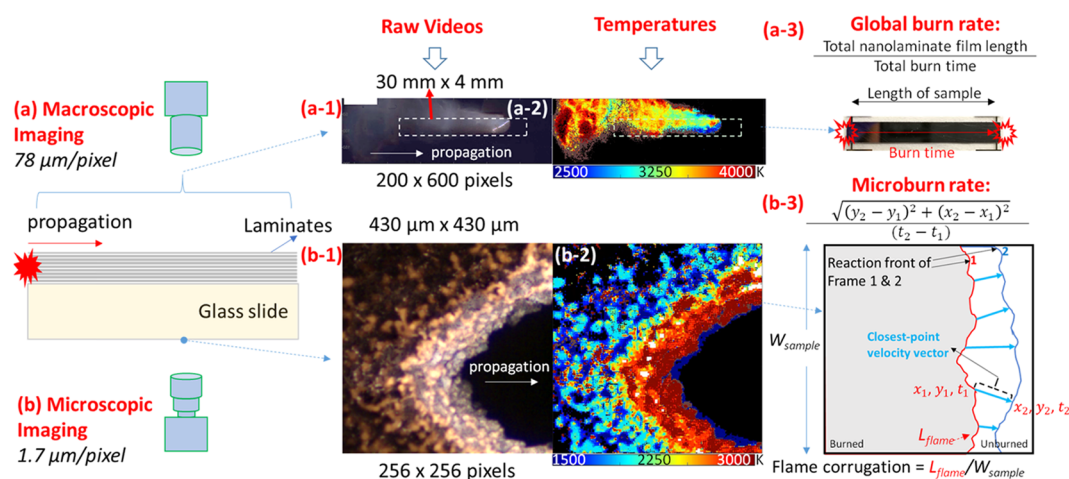 Raw Videos
Temperatures
(a-3)
Global burn rate:
Total nanolaminate film length
Total burn time
30 mm x 4 mm
(a) Macroscopic
Imaging
78 µm/pixel
(a-1)
(a-2)
Length of sample
propagation
Burn time
2500 3250 4000 K
200 x 600 pixels
(b-3)
Microburn rate:
√(y₂ − y₁)² + (x₂ − x₁)²
(t₂ − t₁)
430 µm x 430 µm
propagation
Laminates
(b-1)
(b-2)
Glass slide
propagation
1 2
Reaction front of
Frame 1 & 2
W_sample
Closest-point
velocity vector
x₁, y₁, t₁
x₂, y₂, t₂
L_flame
Burned
Unburned
(b) Microscopic
Imaging
1.7 µm/pixel
1500 2250 3000 K
256 x 256 pixels
Flame corrugation = L_flame/W_sample